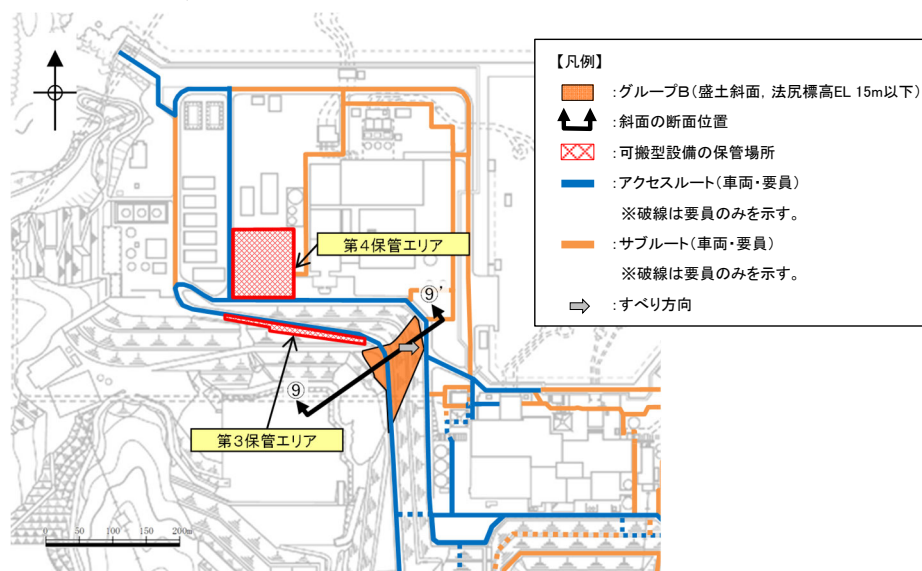 【凡例】
:グループB(盛土斜面, 法尻標高EL 15m以下)
:斜面の断面位置
:可搬型設備の保管場所
:アクセスルート(車両・要員)
※破線は要員のみを示す。
:サブルート(車両・要員)
※破線は要員のみを示す。
:すべり方向
第4保管エリア
⑨'
⑨
第3保管エリア
0 50 100 150 200m